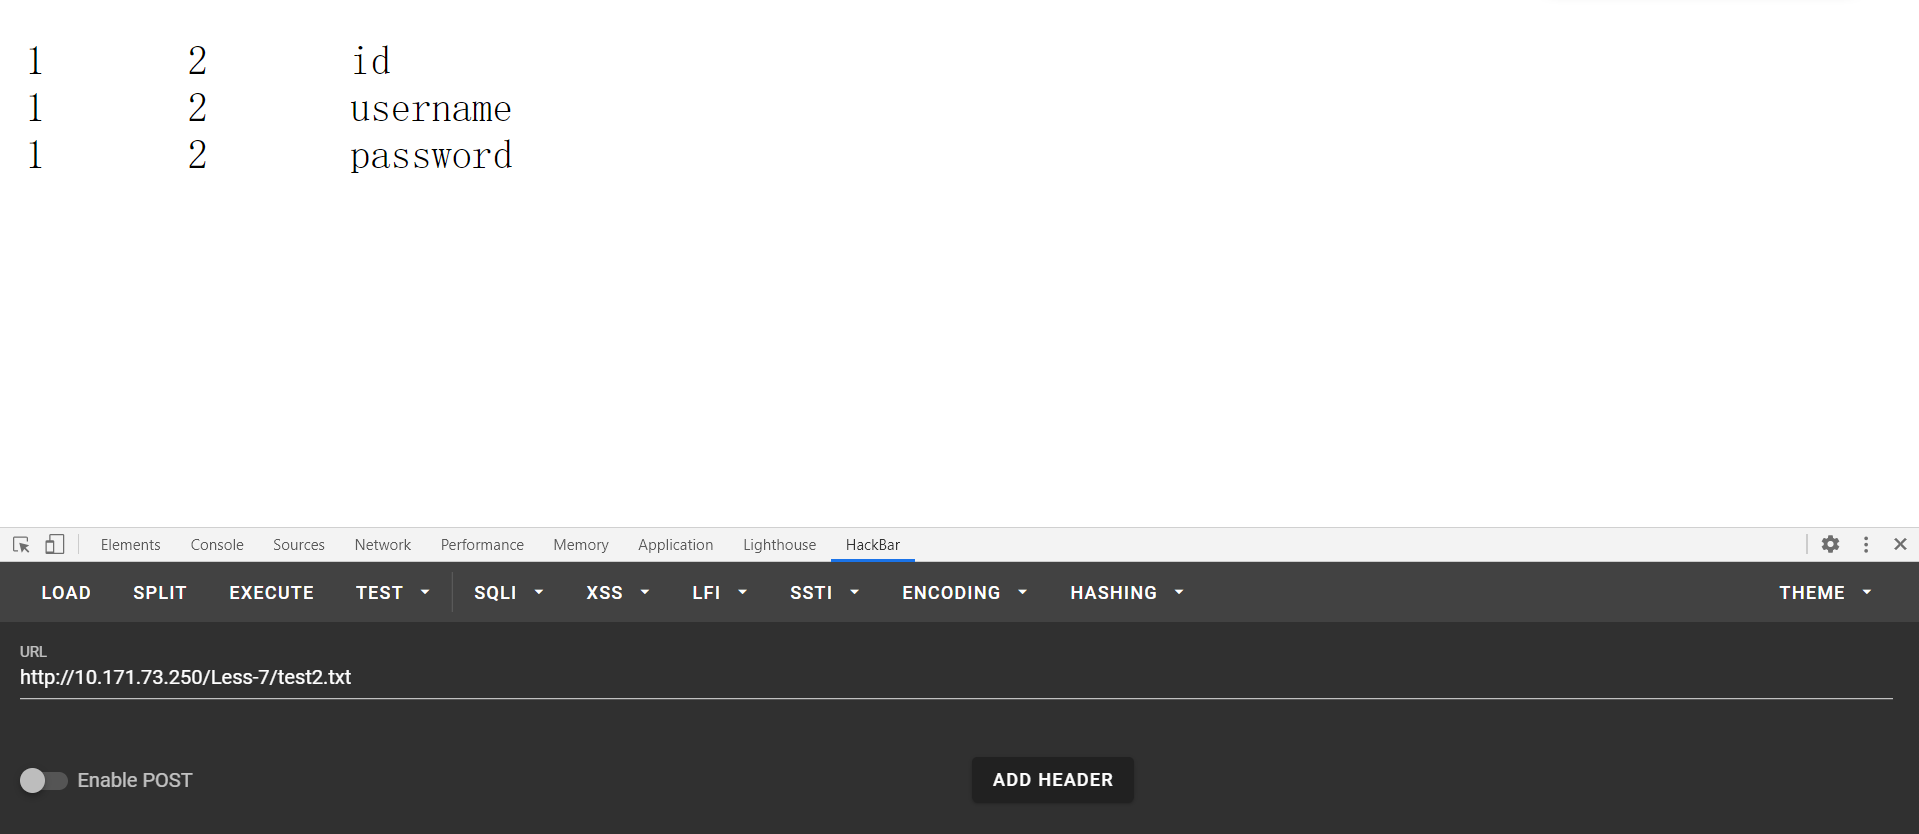 1 2 id
1 2 username
1 2 password
Elements Console Sources Network Performance Memory Application Lighthouse HackBar
LOAD SPLIT EXECUTE TEST SQLI XSS LFI SSTI ENCODING HASHING THEME
URL
http://10.171.73.250/Less-7/test2.txt
Enable POST ADD HEADER